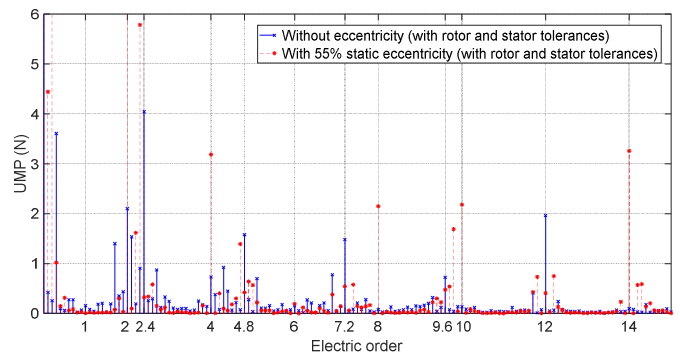 6
5
4
3
2
1
0
UMP (N)
Without eccentricity (with rotor and stator tolerances)
With 55% static eccentricity (with rotor and stator tolerances)
1 2 2.4 4 4.8 6 7.2 8 9.6 10 12 14
Electric order